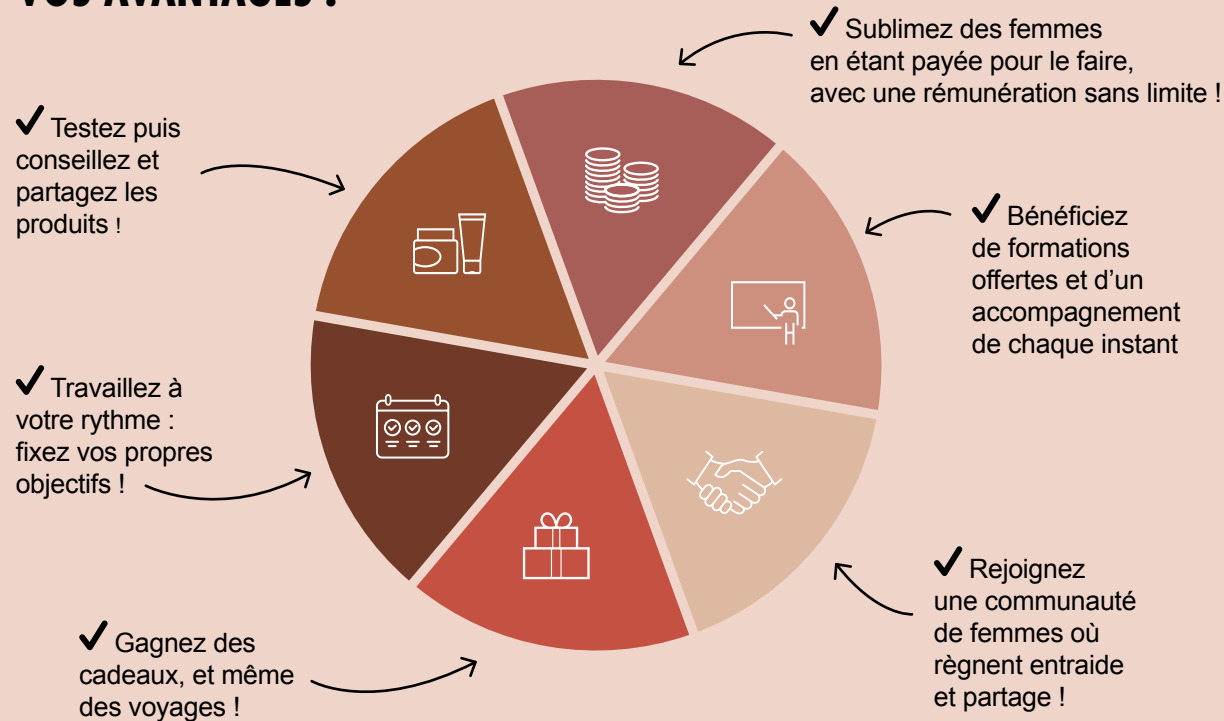 VOS AVANTAGES :
✓ Sublimez des femmes
en étant payée pour le faire,
avec une rémunération sans limite !
✓ Testez puis
conseillez et
partagez les
produits !
✓ Bénéficiez
de formations
offertes et d’un
accompagnement
de chaque instant
✓ Travaillez à
votre rythme :
fixez vos propres
objectifs !
✓ Rejoignez
une communauté
de femmes où
règnent entraide
et partage !
✓ Gagnez des
cadeaux, et même
des voyages !